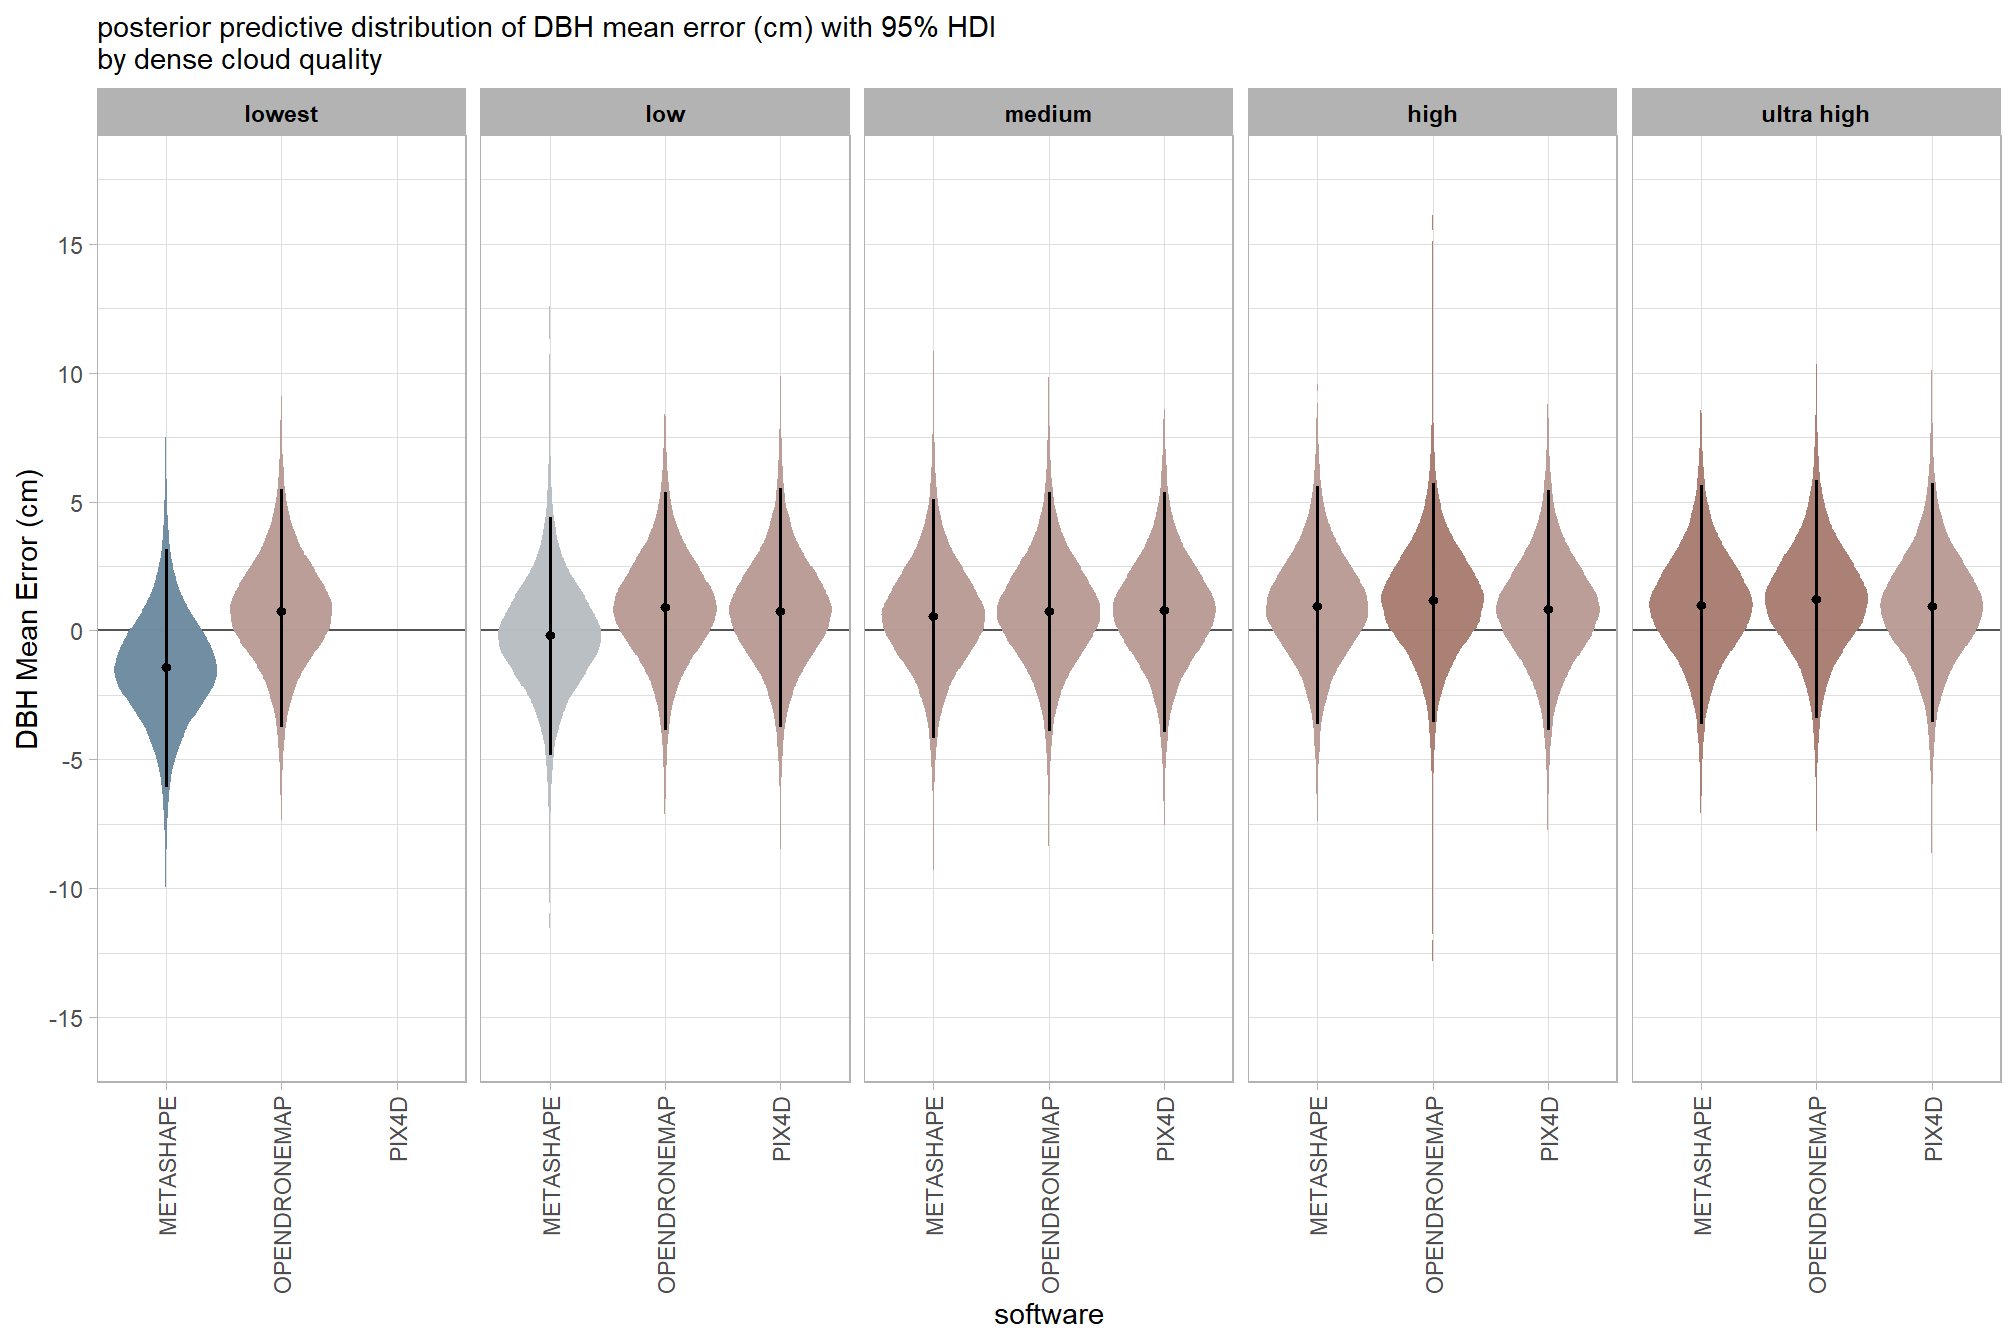 posterior predictive distribution of DBH mean error (cm) with 95% HDI
by dense cloud quality
lowest
low
medium
high
ultra high
DBH Mean Error (cm)
15
10
5
0
-5
-10
-15
METASHAPE
OPENDRONEMAP
PIX4D
METASHAPE
OPENDRONEMAP
PIX4D
METASHAPE
OPENDRONEMAP
PIX4D
METASHAPE
OPENDRONEMAP
PIX4D
METASHAPE
OPENDRONEMAP
PIX4D
software